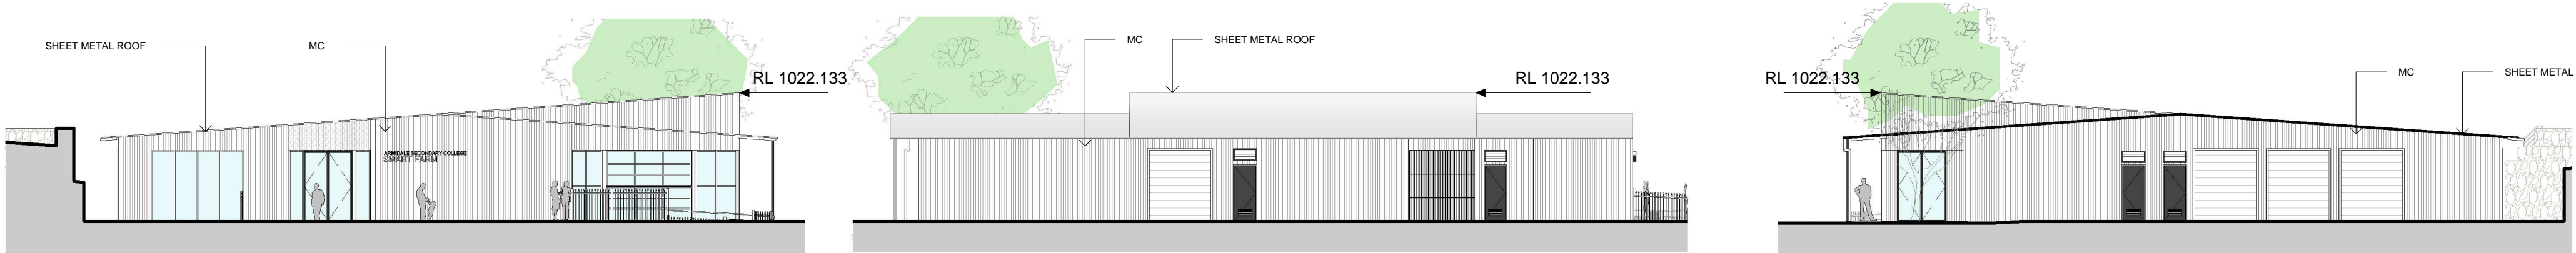 SHEET METAL ROOF
MC
RL 1022.133
ARMIDALE SECONDARY COLLEGE
SMART FARM
MC
SHEET METAL ROOF
RL 1022.133
RL 1022.133
MC
SHEET METAL